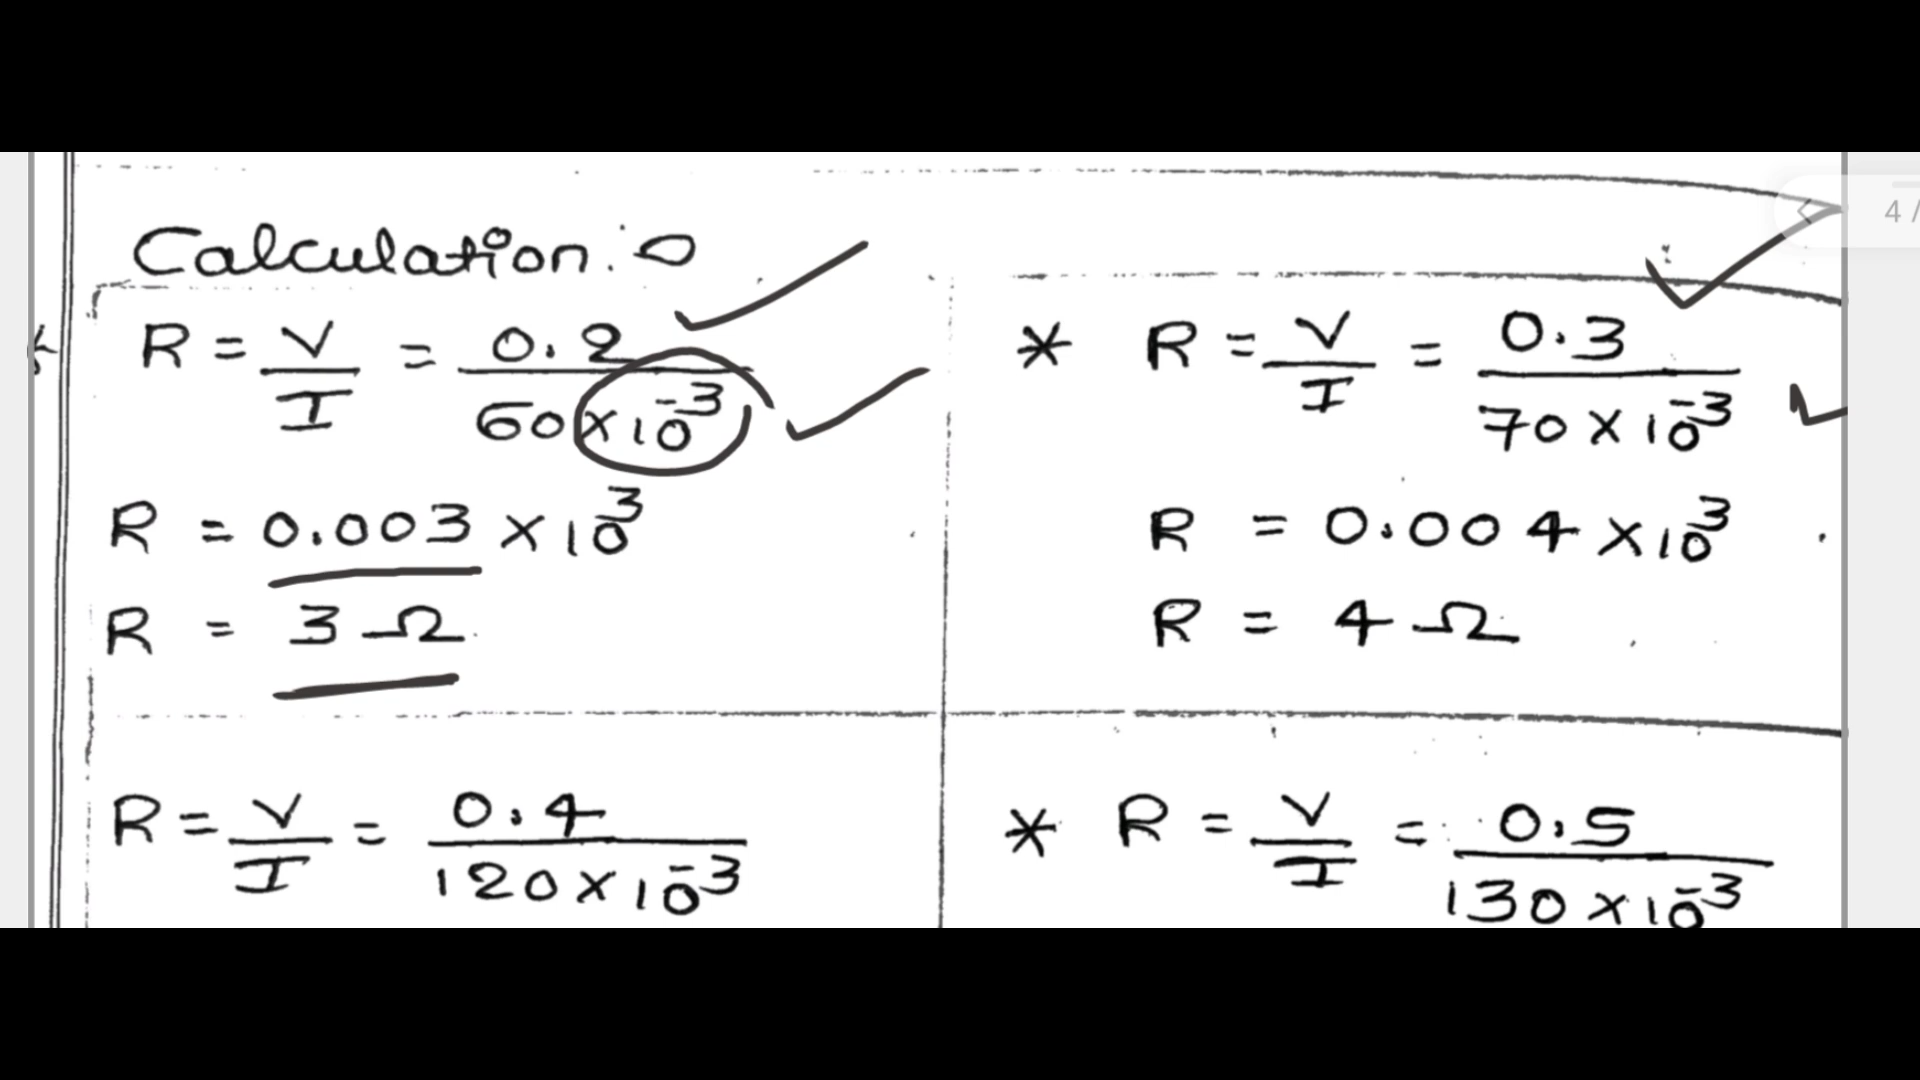 Calculation:
R = V/I = 0.2 / 60 × 10⁻³
R = 0.003 × 10³
R = 3 Ω
* R = V/I = 0.3 / 70 × 10⁻³
R = 0.004 × 10³
R = 4 Ω
R = V/I = 0.4 / 120 × 10⁻³
* R = V/I = 0.5 / 130 × 10⁻³
4 /